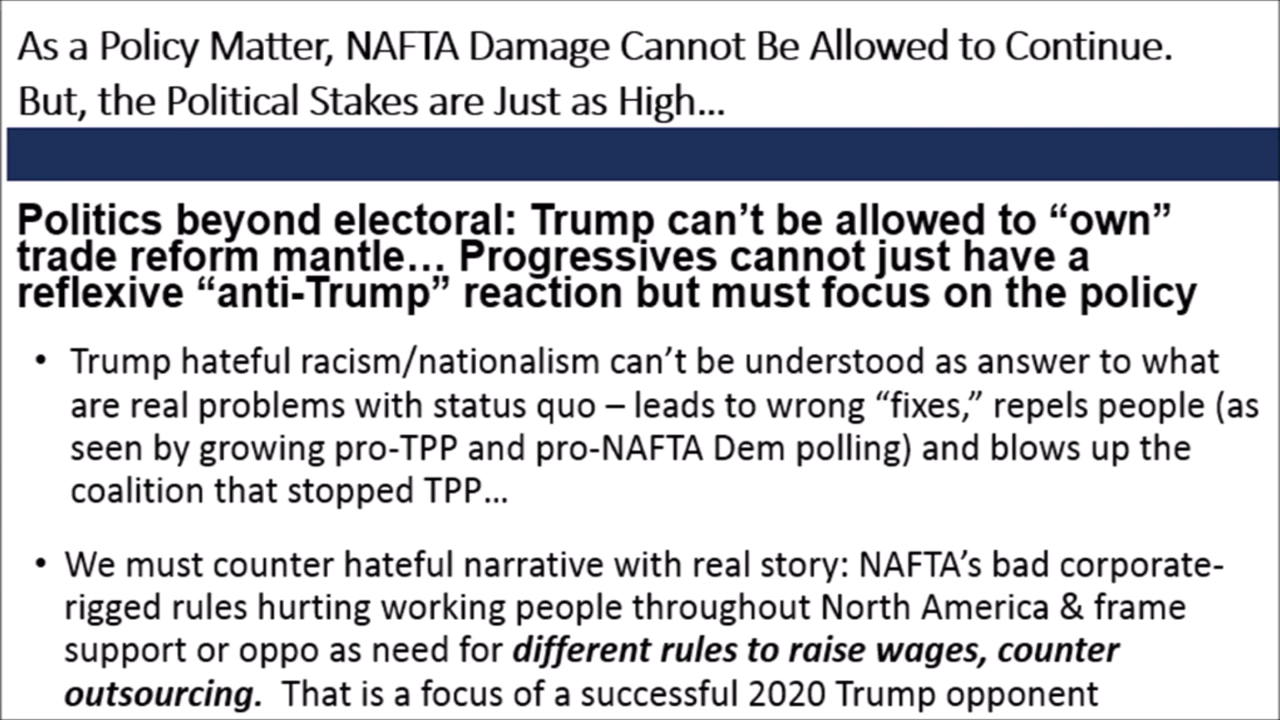 As a Policy Matter, NAFTA Damage Cannot Be Allowed to Continue.
But, the Political Stakes are Just as High…
Politics beyond electoral: Trump can’t be allowed to “own”
trade reform mantle… Progressives cannot just have a
reflexive “anti-Trump” reaction but must focus on the policy
• Trump hateful racism/nationalism can’t be understood as answer to what
are real problems with status quo – leads to wrong “fixes,” repels people (as
seen by growing pro-TPP and pro-NAFTA Dem polling) and blows up the
coalition that stopped TPP…
• We must counter hateful narrative with real story: NAFTA’s bad corporate-
rigged rules hurting working people throughout North America & frame
support or oppo as need for different rules to raise wages, counter
outsourcing. That is a focus of a successful 2020 Trump opponent